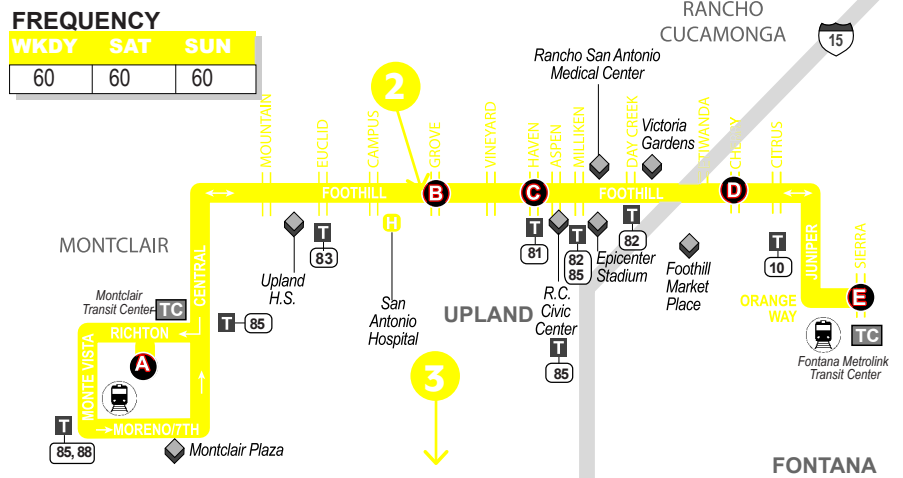 FREQUENCY
WKDY SAT SUN
60 60 60
RANCHO
CUCAMONGA
15
Rancho San Antonio
Medical Center
Victoria
Gardens
2
MOUNTAIN
EUCLID
CAMPUS
GROVE
VINEYARD
HAVEN
ASPEN
MILLIKEN
DAY CREEK
CITRUS
FOOTHILL
B
C
FOOTHILL
D
H
T
83
T
81
T
82
85
T
82
T
10
MONTCLAIR
CENTRAL
Upland
H.S.
San
Antonio
Hospital
UPLAND
R.C.
Civic
Center
T
85
Epicenter
Stadium
Foothill
Market
Place
JUNIPER
SIERRA
ORANGE
WAY
E
TC
Fontana Metrolink
Transit Center
Montclair
Transit Center
TC
T
85
RICHTON
MONTE VISTA
A
MORENO/7TH
T
85, 88
Montclair Plaza
3
FONTANA